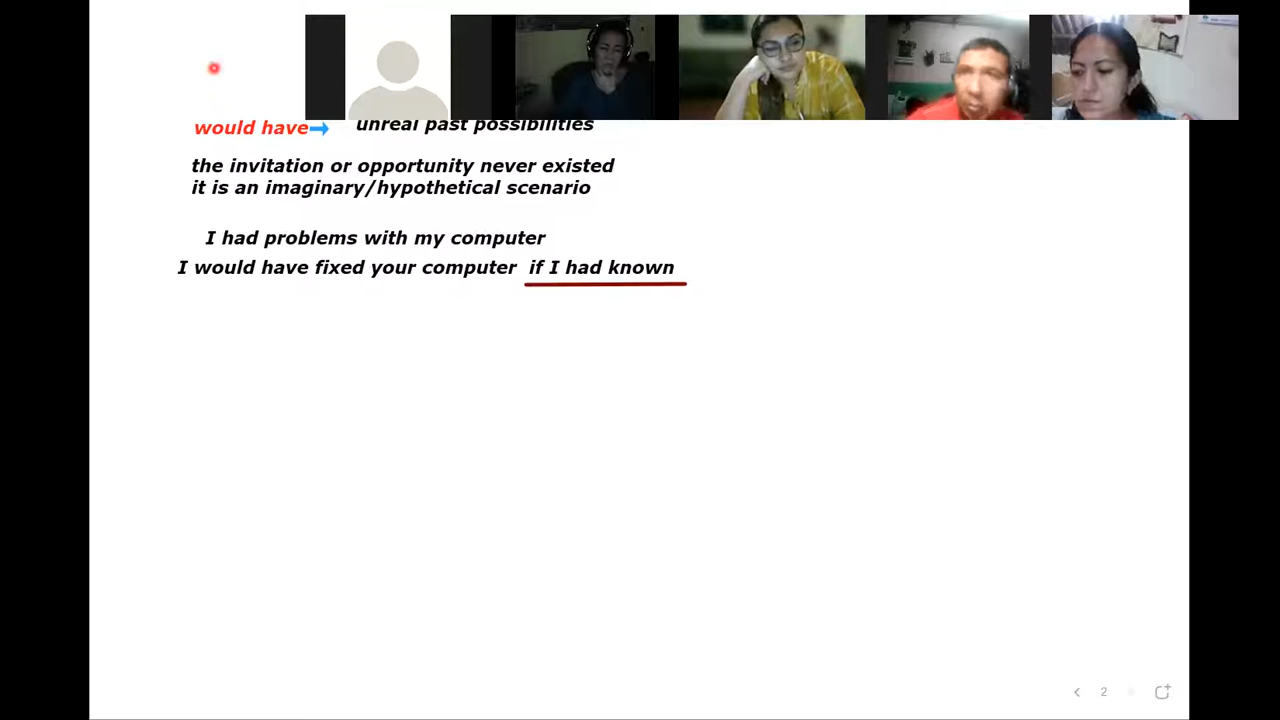 would have unreal past possibilities
the invitation or opportunity never existed
it is an imaginary/hypothetical scenario
I had problems with my computer
I would have fixed your computer if I had known
2